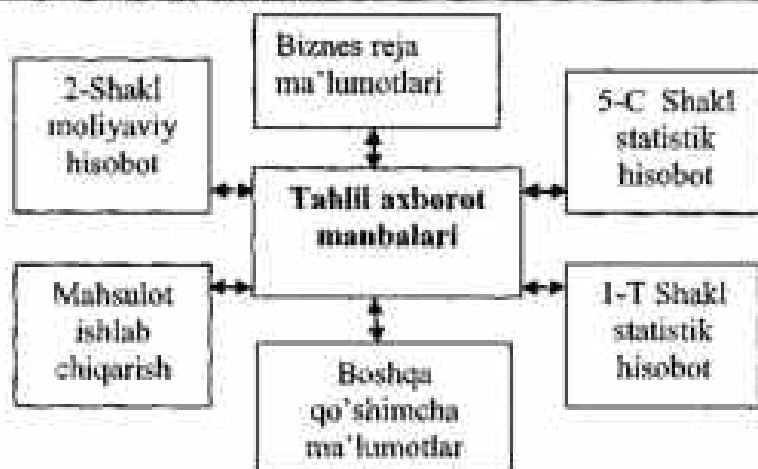 Biznes reja
ma'lumotlari
2-Shakl
moliyaviy
hisobot
5-C Shakl
statistik
hisobot
Tahlil axborot
manbalari
Mahsulot
ishlab
chiqarish
1-T Shakl
statistik
hisobot
Boshqa
qo'shimcha
ma'lumotlar